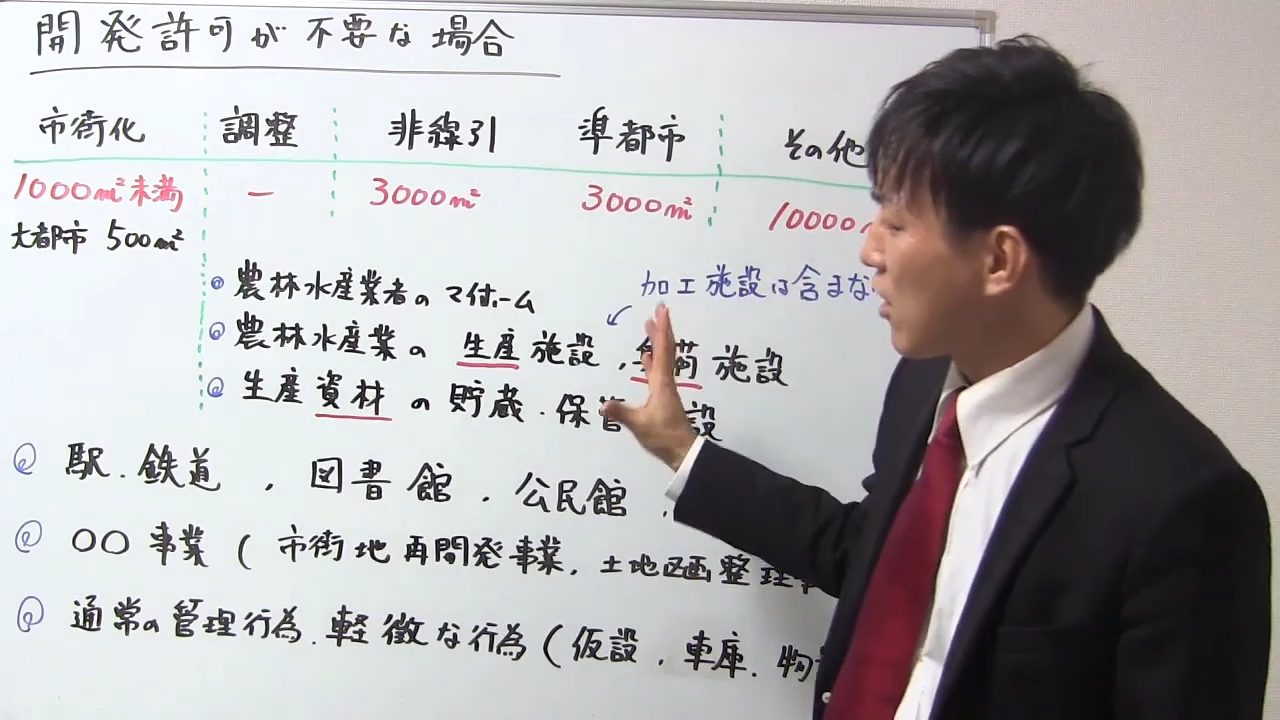 開発許可が不要な場合
市街化 調整 非線引 準都市 その他
1000㎡未満 ー 3000㎡ 3000㎡ 10000
大都市 500㎡
加工施設は含まな
農林水産業者のマイホーム
農林水産業の 生産施設, 集荷施設
生産資材の貯蔵・保管 設
駅・鉄道, 図書館, 公民館,
〇〇事業(市街地再開発事業, 土地区画整理事
通常の管理行為, 軽微な行為(仮設, 車庫, 物